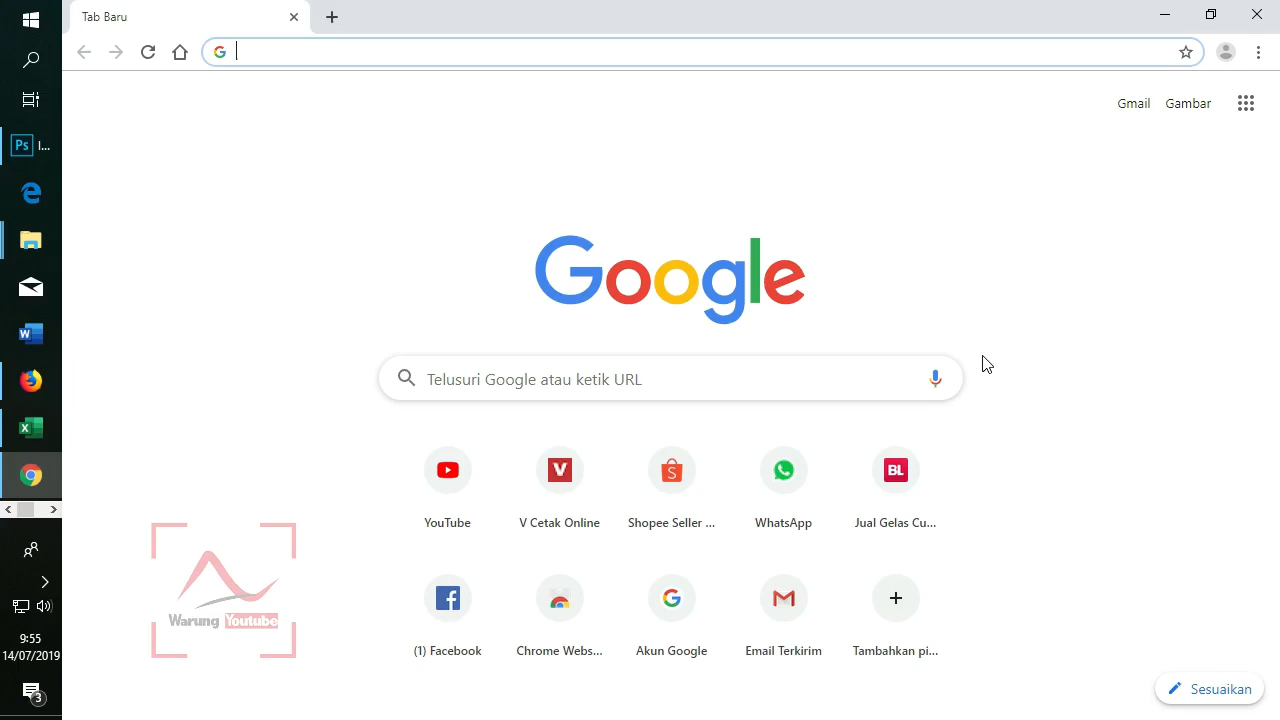 Tab Baru
Gmail Gambar
Google
Telusuri Google atau ketik URL
YouTube V Cetak Online Shopee Seller ... WhatsApp Jual Gelas Cu...
(1) Facebook Chrome Webs... Akun Google Email Terkirim Tambahkan pi...
Sesuaikan
Warung Youtube
Ps I...
9:55
14/07/2019
3
BL